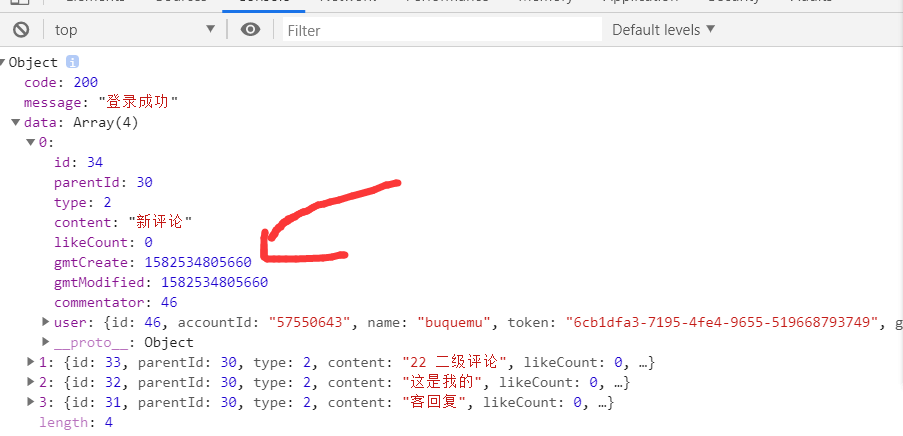 top
Filter
Default levels
Object i
code: 200
message: "登录成功"
data: Array(4)
0:
id: 34
parentId: 30
type: 2
content: "新评论"
likeCount: 0
gmtCreate: 1582534805660
gmtModified: 1582534805660
commentator: 46
user: {id: 46, accountId: "57550643", name: "buquemu", token: "6cb1dfa3-7195-4fe4-9655-519668793749", g
__proto__: Object
1: {id: 33, parentId: 30, type: 2, content: "22 二级评论", likeCount: 0, …}
2: {id: 32, parentId: 30, type: 2, content: "这是我的", likeCount: 0, …}
3: {id: 31, parentId: 30, type: 2, content: "客回复", likeCount: 0, …}
length: 4